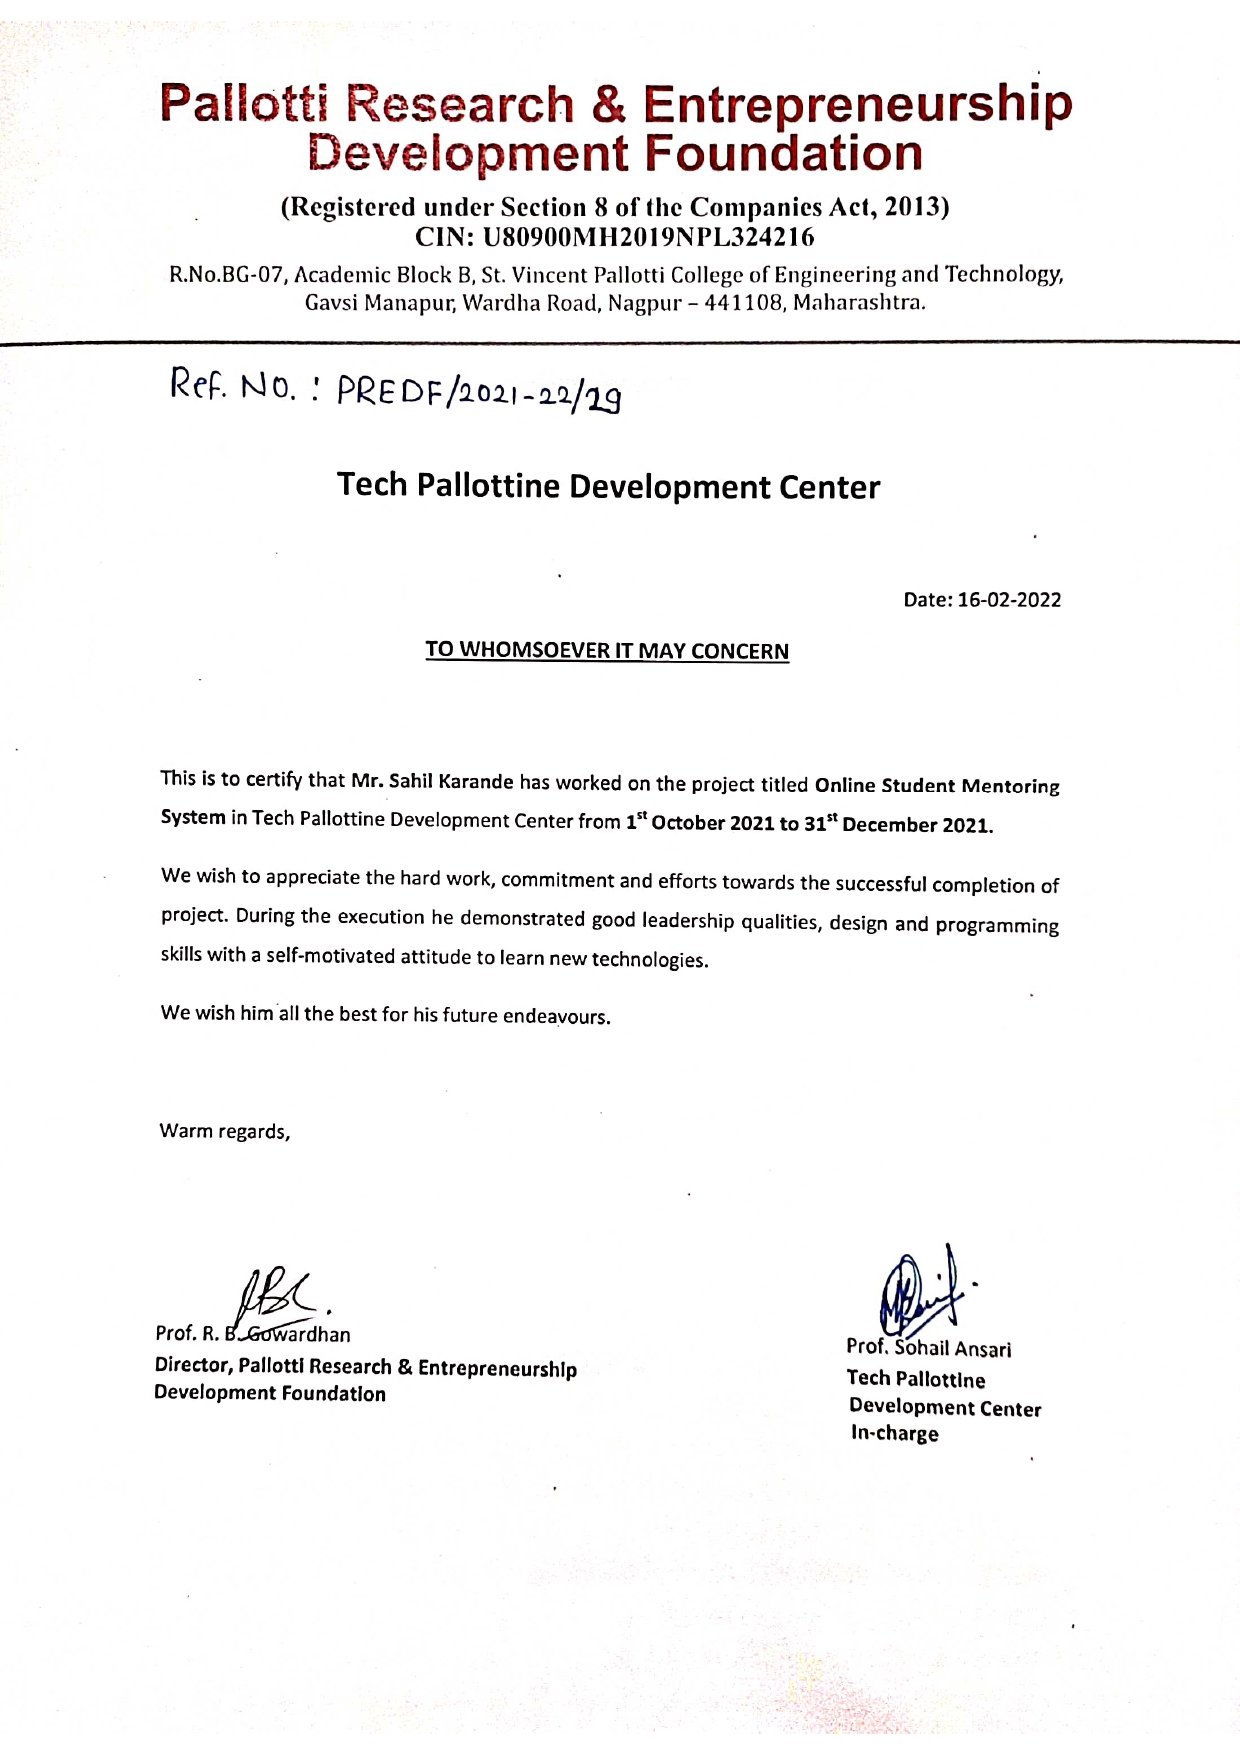 Pallotti Research & Entrepreneurship
Development Foundation
(Registered under Section 8 of the Companies Act, 2013)
CIN: U80900MH2019NPL324216
R.No.BG-07, Academic Block B, St. Vincent Pallotti College of Engineering and Technology,
Gavsi Manapur, Wardha Road, Nagpur – 441108, Maharashtra.
Ref. No. : PREDF/2021-22/29
Tech Pallottine Development Center
Date: 16-02-2022
TO WHOMSOEVER IT MAY CONCERN
This is to certify that Mr. Sahil Karande has worked on the project titled Online Student Mentoring
System in Tech Pallottine Development Center from 1st October 2021 to 31st December 2021.
We wish to appreciate the hard work, commitment and efforts towards the successful completion of
project. During the execution he demonstrated good leadership qualities, design and programming
skills with a self-motivated attitude to learn new technologies.
We wish him all the best for his future endeavours.
Warm regards,
Prof. R. B. Gowardhan
Director, Pallotti Research & Entrepreneurship
Development Foundation
Prof. Sohail Ansari
Tech Pallottine
Development Center
In-charge